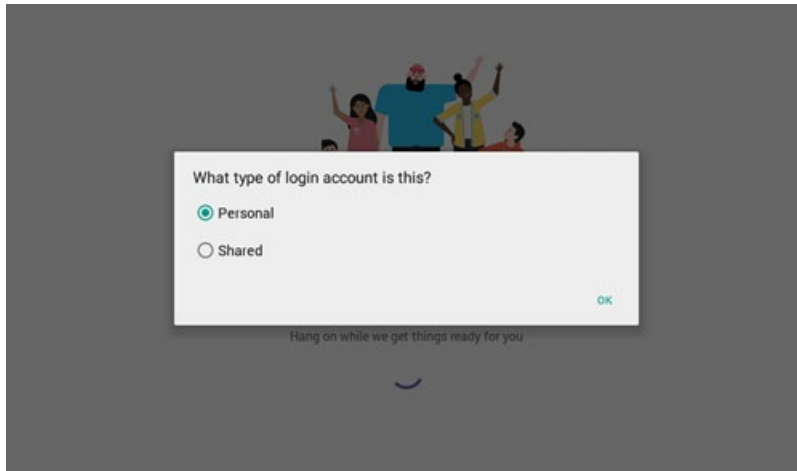 What type of login account is this?
Personal
Shared
OK
Hang on while we get things ready for you